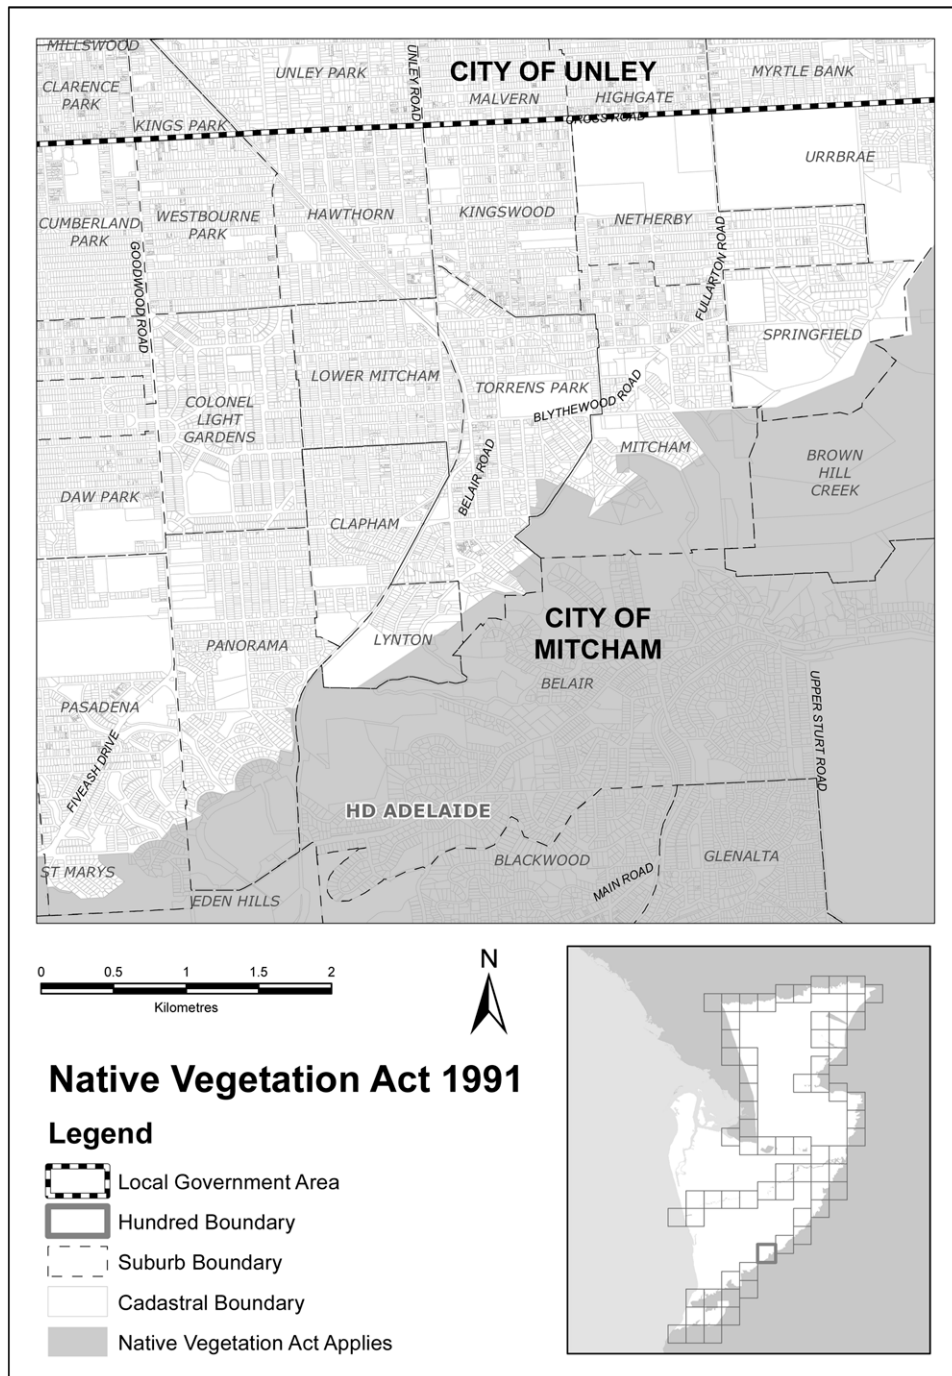 MILLSWOOD
UNLEY PARK
UNLEY ROAD
CITY OF UNLEY
MYRTLE BANK
CLARENCE
PARK
MALVERN
HIGHGATE
KINGS PARK
CROSS ROAD
URRBRAE
CUMBERLAND
PARK
WESTBOURNE
PARK
HAWTHORN
KINGSWOOD
NETHERBY
GOODWOOD ROAD
FULLARTON ROAD
SPRINGFIELD
LOWER MITCHAM
TORRENS PARK
BLYTHEWOOD ROAD
COLONEL
LIGHT
GARDENS
MITCHAM
BROWN
HILL
CREEK
BELAIR ROAD
DAW PARK
CLAPHAM
CITY OF
MITCHAM
LYNTON
PANORAMA
BELAIR
UPPER STURT ROAD
PASADENA
FIVEASH DRIVE
HD ADELAIDE
BLACKWOOD
GLENALTA
MAIN ROAD
ST MARYS
EDEN HILLS
0 0.5 1 1.5 2
Kilometres
N
Native Vegetation Act 1991
Legend
Local Government Area
Hundred Boundary
Suburb Boundary
Cadastral Boundary
Native Vegetation Act Applies